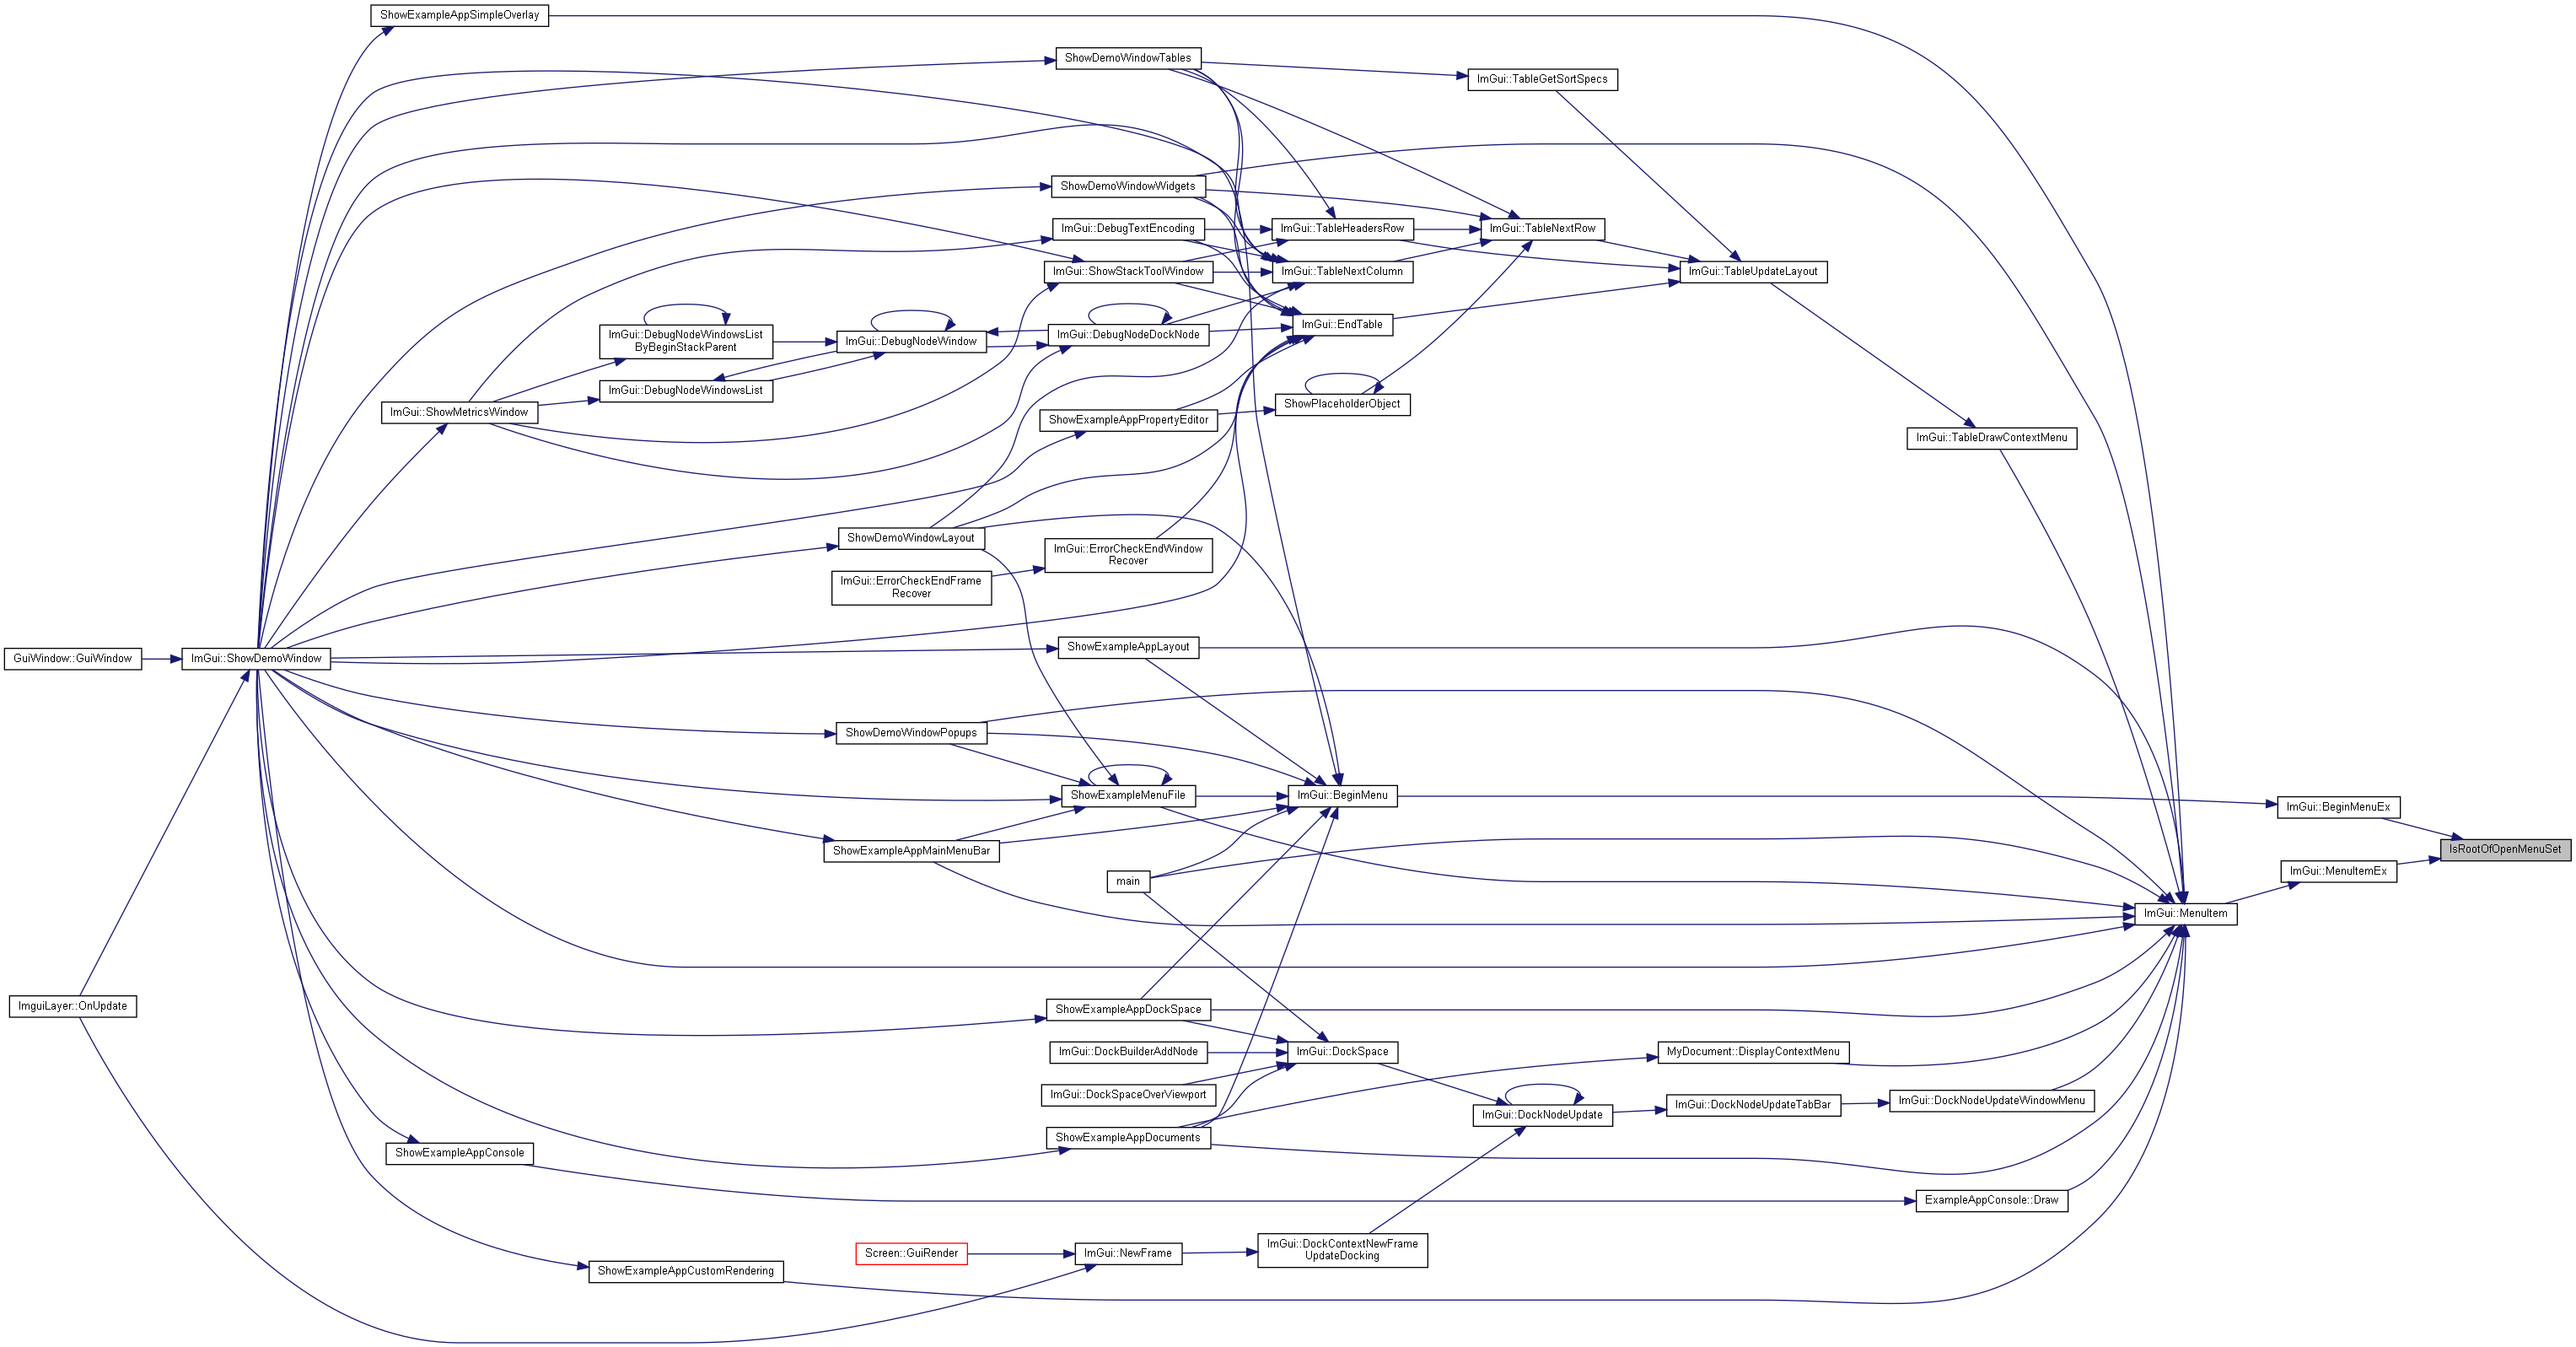 ShowExampleAppSimpleOverlay
ShowDemoWindowTables
ImGui::TableGetSortSpecs
ShowDemoWindowWidgets
ImGui::DebugTextEncoding
ImGui::TableHeadersRow
ImGui::TableNextRow
ImGui::ShowStackToolWindow
ImGui::TableNextColumn
ImGui::TableUpdateLayout
ImGui::DebugNodeWindowsList
ByBeginStackParent
ImGui::DebugNodeWindow
ImGui::DebugNodeDockNode
ImGui::EndTable
ImGui::DebugNodeWindowsList
ImGui::ShowMetricsWindow
ShowExampleAppPropertyEditor
ShowPlaceholderObject
ImGui::TableDrawContextMenu
ShowDemoWindowLayout
ImGui::ErrorCheckEndWindow
Recover
ImGui::ErrorCheckEndFrame
Recover
GuiWindow::GuiWindow
ImGui::ShowDemoWindow
ShowExampleAppLayout
ShowDemoWindowPopups
ShowExampleMenuFile
ImGui::BeginMenu
ImGui::BeginMenuEx
ShowExampleAppMainMenuBar
IsRootOfOpenMenuSet
main
ImGui::MenuItemEx
ImGui::MenuItem
ImguiLayer::OnUpdate
ShowExampleAppDockSpace
ImGui::DockBuilderAddNode
ImGui::DockSpace
MyDocument::DisplayContextMenu
ImGui::DockSpaceOverViewport
ImGui::DockNodeUpdate
ImGui::DockNodeUpdateTabBar
ImGui::DockNodeUpdateWindowMenu
ShowExampleAppDocuments
ShowExampleAppConsole
ExampleAppConsole::Draw
Screen::GuiRender
ImGui::NewFrame
ImGui::DockContextNewFrame
UpdateDocking
ShowExampleAppCustomRendering